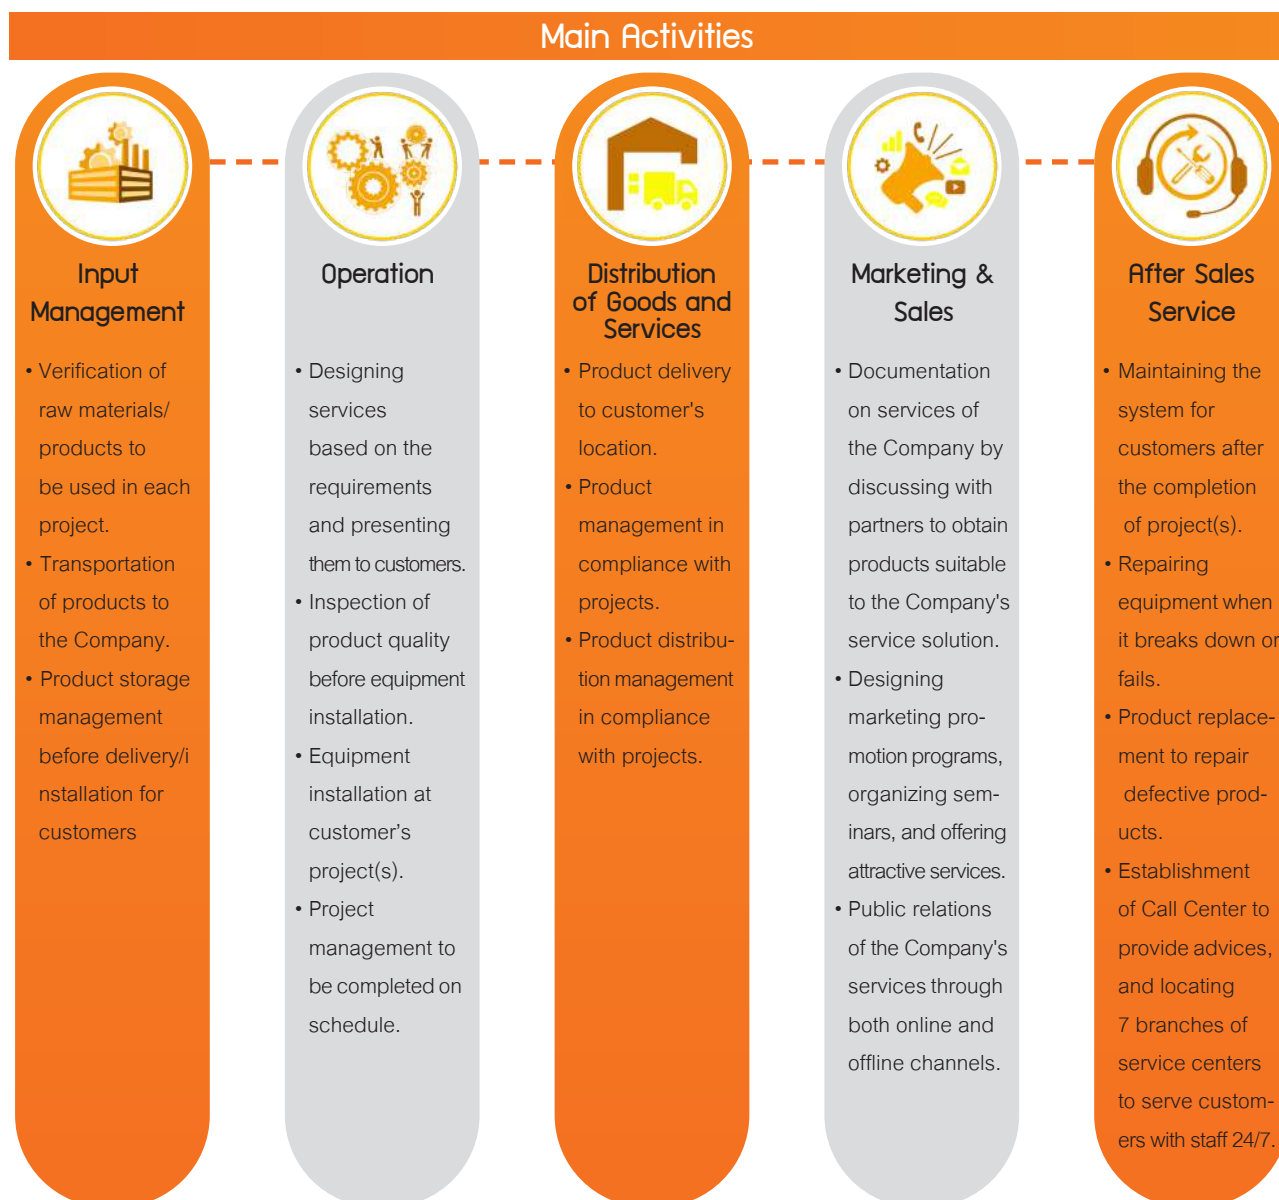 Main Activities
Input
Management
• Verification of
raw materials/
products to
be used in each
project.
• Transportation
of products to
the Company.
• Product storage
management
before delivery/i
nstallation for
customers
Operation
• Designing
services
based on the
requirements
and presenting
them to customers.
• Inspection of
product quality
before equipment
installation.
• Equipment
installation at
customer’s
project(s).
• Project
management to
be completed on
schedule.
Distribution
of Goods and
Services
• Product delivery
to customer's
location.
• Product
management in
compliance with
projects.
• Product distribu-
tion management
in compliance
with projects.
Marketing &
Sales
• Documentation
on services of
the Company by
discussing with
partners to obtain
products suitable
to the Company's
service solution.
• Designing
marketing pro-
motion programs,
organizing sem-
inars, and offering
attractive services.
• Public relations
of the Company's
services through
both online and
offline channels.
After Sales
Service
• Maintaining the
system for
customers after
the completion
of project(s).
• Repairing
equipment when
it breaks down or
fails.
• Product replace-
ment to repair
defective prod-
ucts.
• Establishment
of Call Center to
provide advices,
and locating
7 branches of
service centers
to serve custom-
ers with staff 24/7.